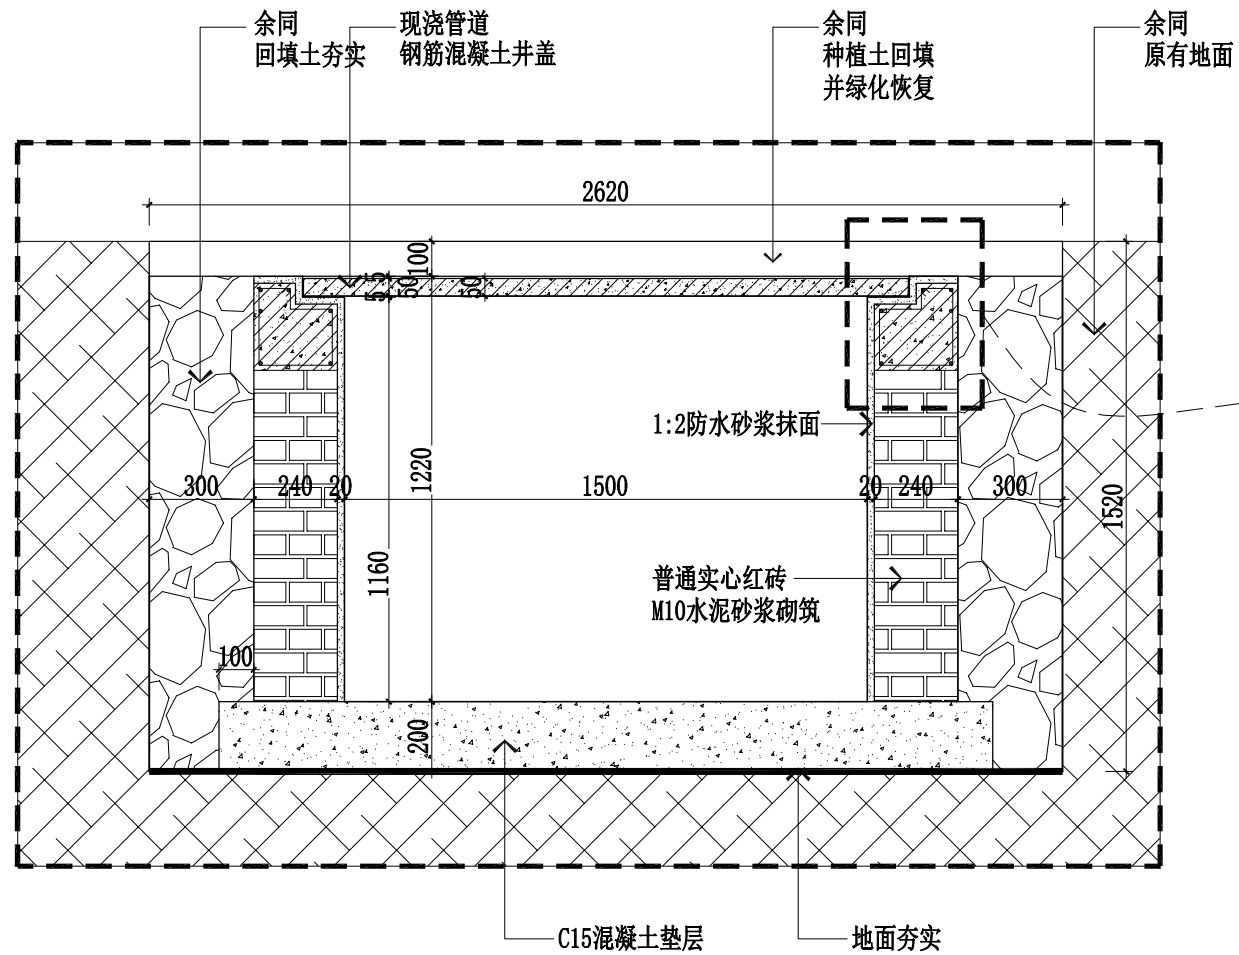 余同
回填土夯实
现浇管道
钢筋混凝土井盖
余同
种植土回填
并绿化恢复
余同
原有地面
2620
100
5
5
50
50
1:2防水砂浆抹面
300
240
20
1220
1500
20
240
300
1520
1160
普通实心红砖
M10水泥砂浆砌筑
100
200
C15混凝土垫层
地面夯实